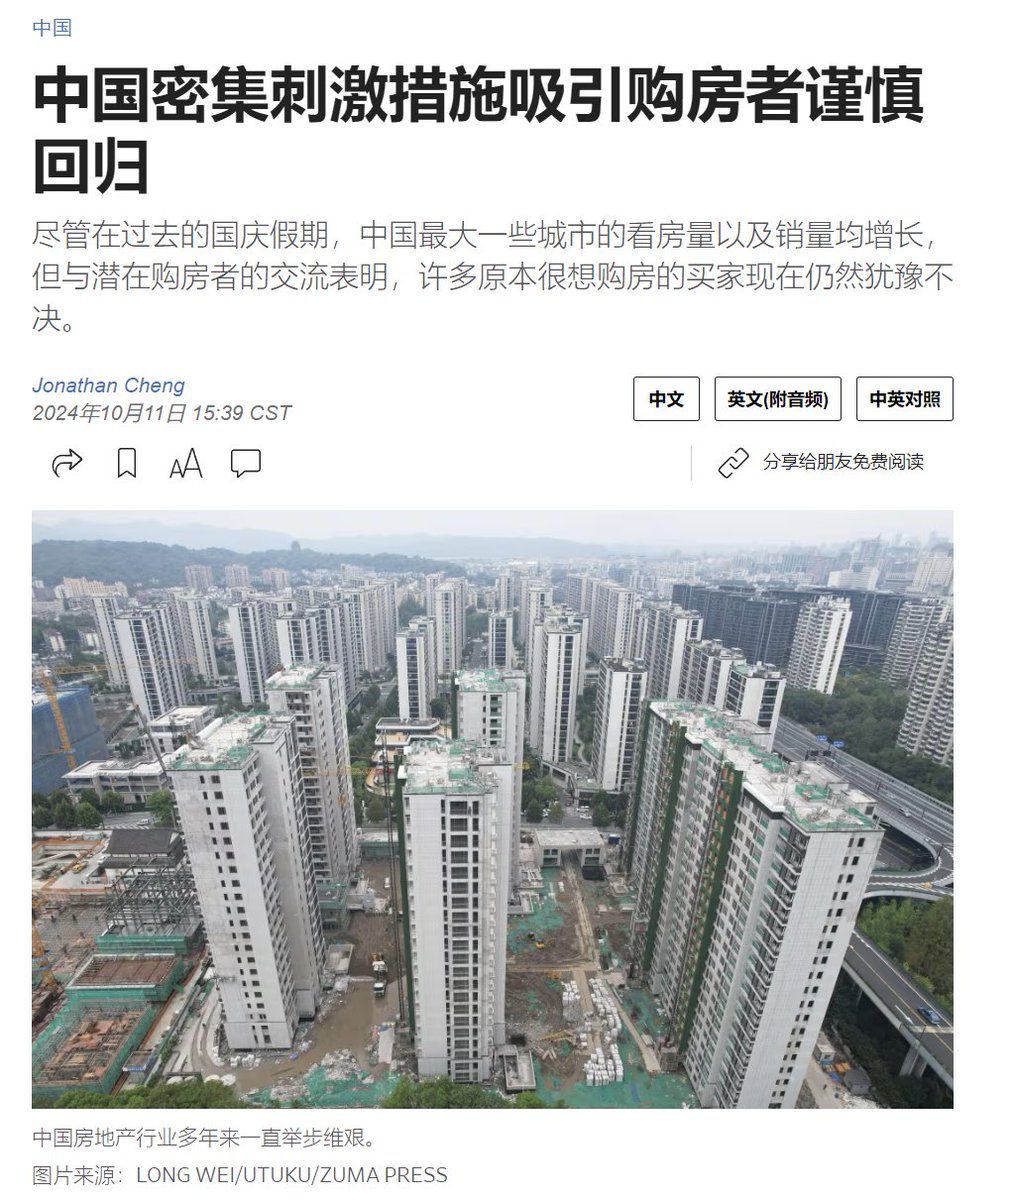 中国
中国密集刺激措施吸引购房者谨慎
回归
尽管在过去的国庆假期，中国最大一些城市的看房量以及销量均增长，
但与潜在购房者的交流表明，许多原本很想购房的买家现在仍然犹豫不
决。
Jonathan Cheng
2024年10月11日 15:39 CST
中文
英文(附音频)
中英对照
AA
分享给朋友免费阅读
中国房地产行业多年来一直举步维艰。
图片来源：LONG WEI/UTUKU/ZUMA PRESS